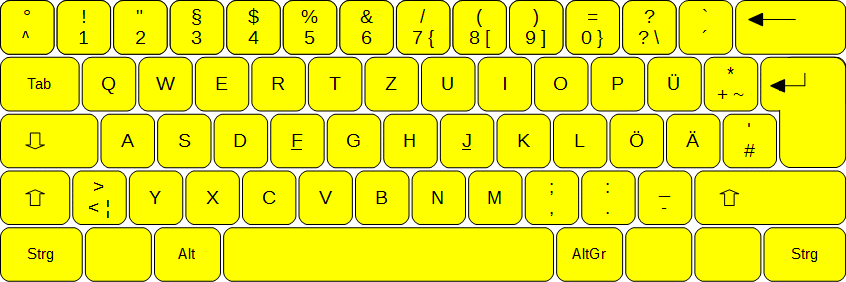 ° ! " § $ % & / ( ) = ? `
^ 1 2 3 4 5 6 7 { 8 [ 9 ] 0 } ? \ ´
Tab Q W E R T Z U I O P Ü *
+ ~
A S D F G H J K L Ö Ä '
#
> Y X C V B N M ; : _
< ¦ , . -
Strg Alt AltGr Strg